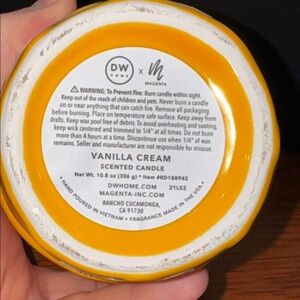 DW
HOME
X
M
MAGENTA
⚠ WARNING: To Prevent Fire: Burn candle within sight.
Keep out of the reach of children and pets. Never burn a candle
on or near anything that can catch fire. Remove all packaging
before burning. Place on temperature safe surface. Keep away from
drafts. Keep wax pool free of debris. To avoid overheating and sooting,
keep wick centered and trimmed to 1/4" at all times. Do not burn
more than 4 hours at a time. Discontinue use when 1/4" of wax
remains. Seller and manufacturer are not responsible for misuse
VANILLA CREAM
SCENTED CANDLE
Net Wt. 10.8 oz (306 g) * Item #RD188942
DWHOME.COM 21L52
MAGENTA-INC.COM
• HAND POURED IN VIETNAM • FRAGRANCE MADE IN THE USA •
RANCHO CUCAMONGA,
CA 91730